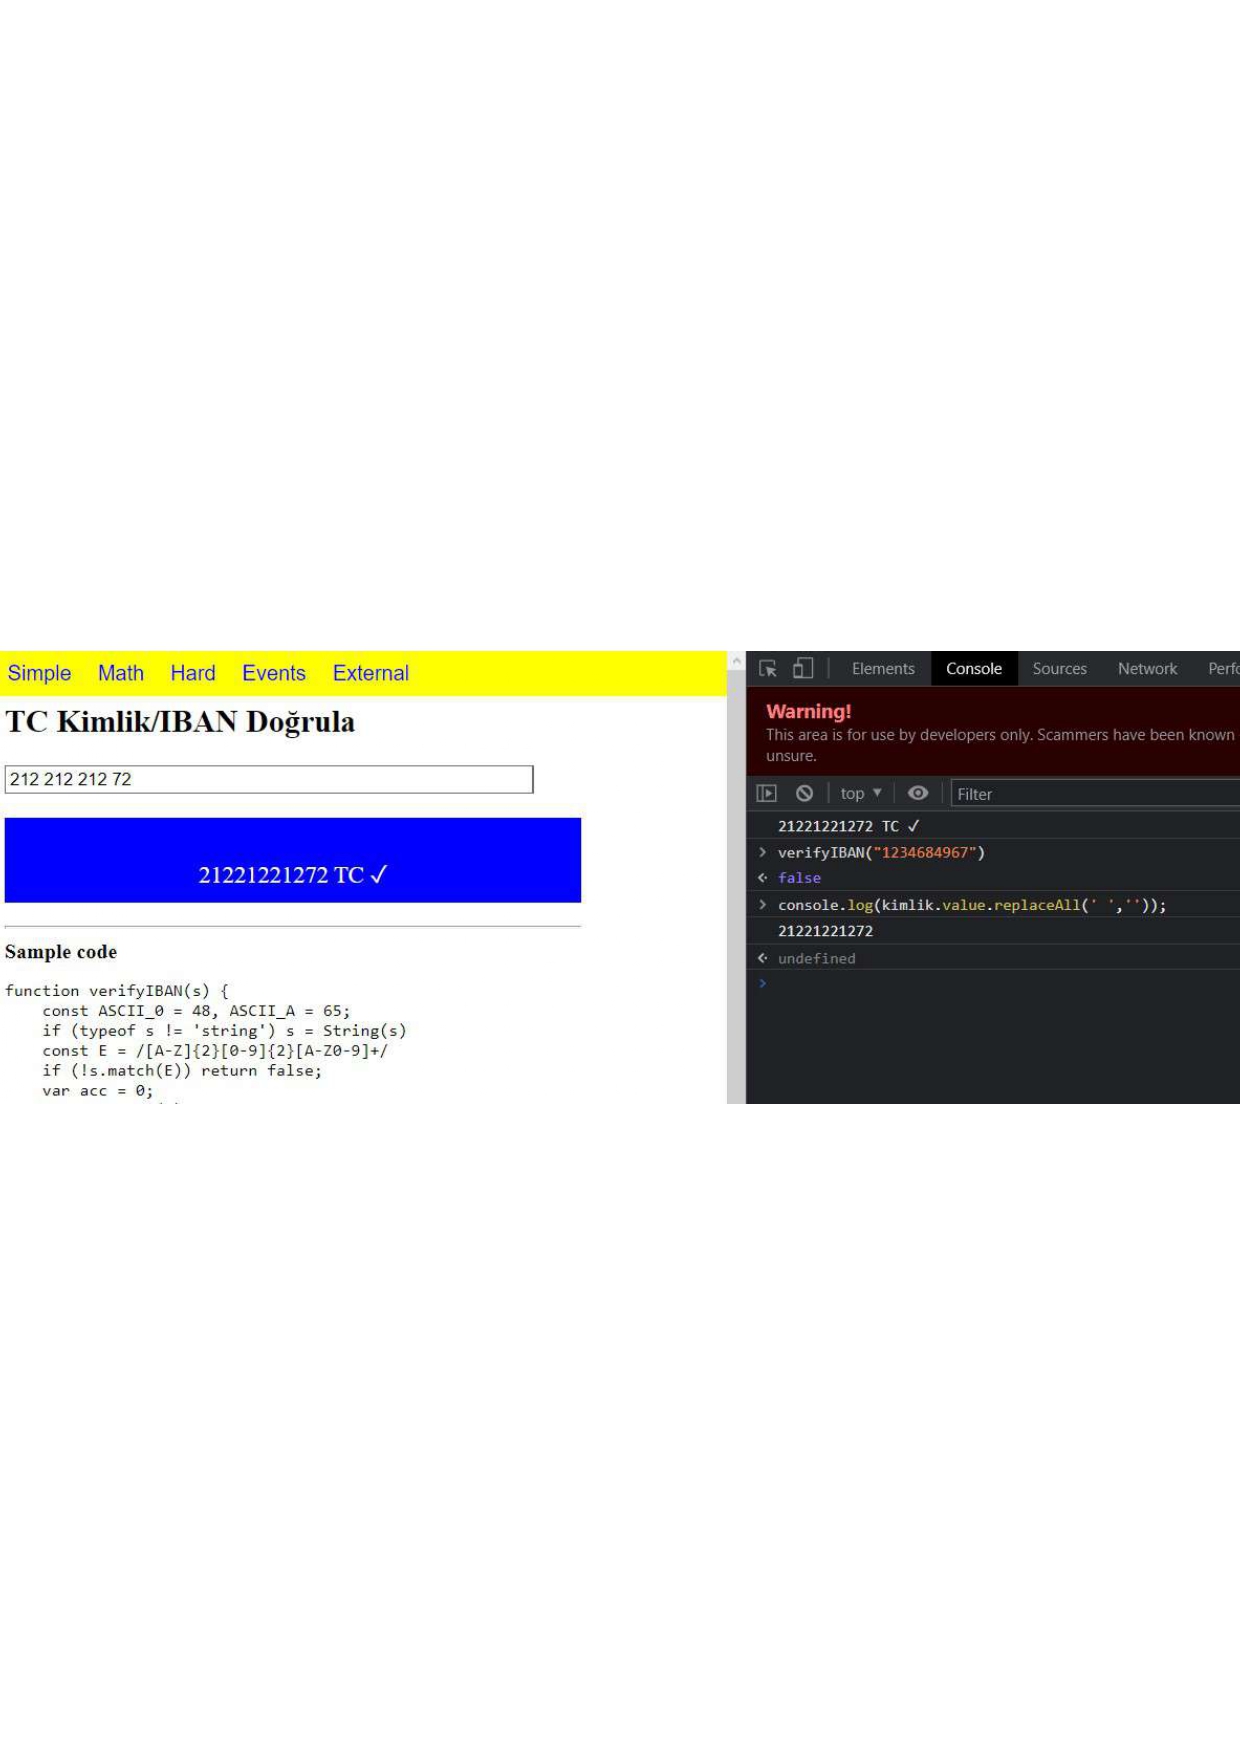 Simple Math Hard Events External
TC Kimlik/IBAN Doğrula
212 212 212 72
21221221272 TC ✓
Sample code
function verifyIBAN(s) {
    const ASCII_0 = 48, ASCII_A = 65;
    if (typeof s != 'string') s = String(s)
    const E = /[A-Z]{2}[0-9]{2}[A-Z0-9]+/
    if (!s.match(E)) return false;
    var acc = 0;
Elements Console Sources Network
Warning!
This area is for use by developers only. Scammers have been known
unsure.
top ▼ Filter
21221221272 TC ✓
> verifyIBAN("1234684967")
false
> console.log(kimlik.value.replaceAll(' ',''));
21221221272
undefined
>